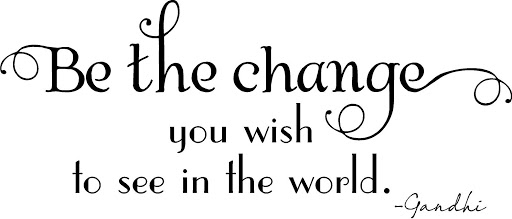 Be the change
you wish
to see in the world.
-Gandhi